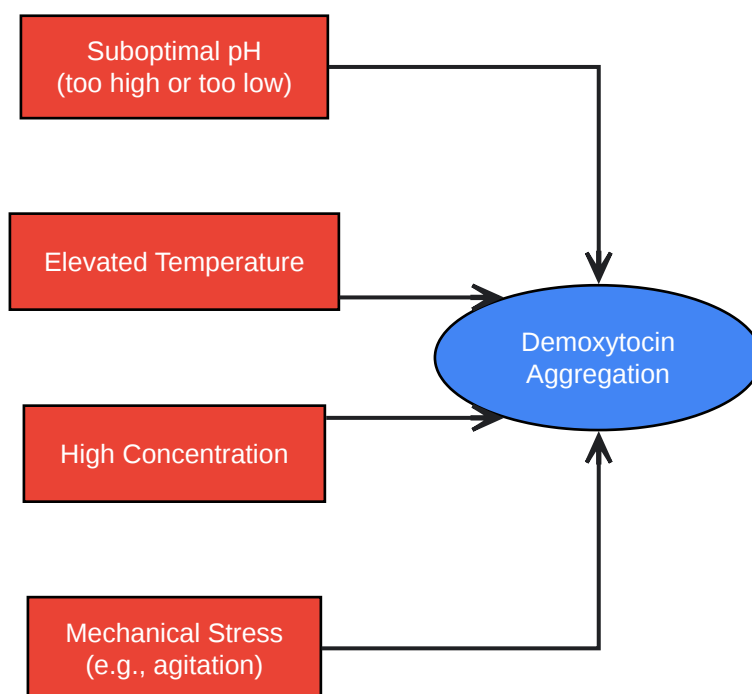 Suboptimal pH
(too high or too low)
Elevated Temperature
Demoxytocin
Aggregation
High Concentration
Mechanical Stress
(e.g., agitation)